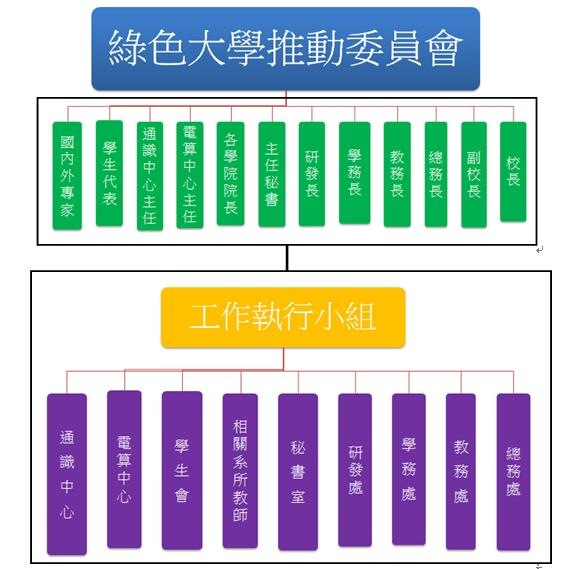 綠色大學推動委員會
國內外專家
學生代表
通識中心主任
電算中心主任
各學院院長
主任秘書
研發長
學務長
教務長
總務長
副校長
校長
工作執行小組
通識中心
電算中心
學生會
相關系所教師
秘書室
研發處
學務處
教務處
總務處